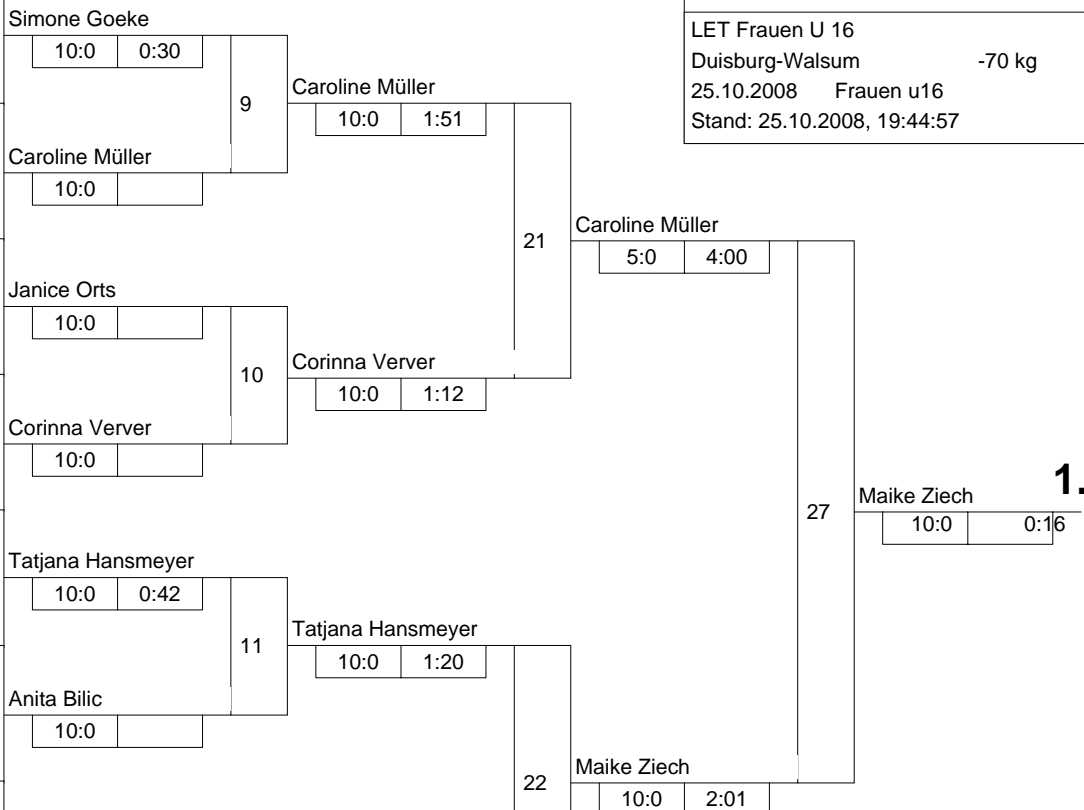 Simone Goeke
10:0 0:30
9
Caroline Müller
10:0
Caroline Müller
10:0 1:51
Janice Orts
10:0
10
Corinna Verver
10:0
Corinna Verver
10:0 1:12
21
Caroline Müller
5:0 4:00
Tatjana Hansmeyer
10:0 0:42
11
Anita Bilic
10:0
Tatjana Hansmeyer
10:0 1:20
22
Maike Ziech
10:0 2:01
27
Maike Ziech
10:0 0:16
1.
LET Frauen U 16
Duisburg-Walsum -70 kg
25.10.2008 Frauen u16
Stand: 25.10.2008, 19:44:57